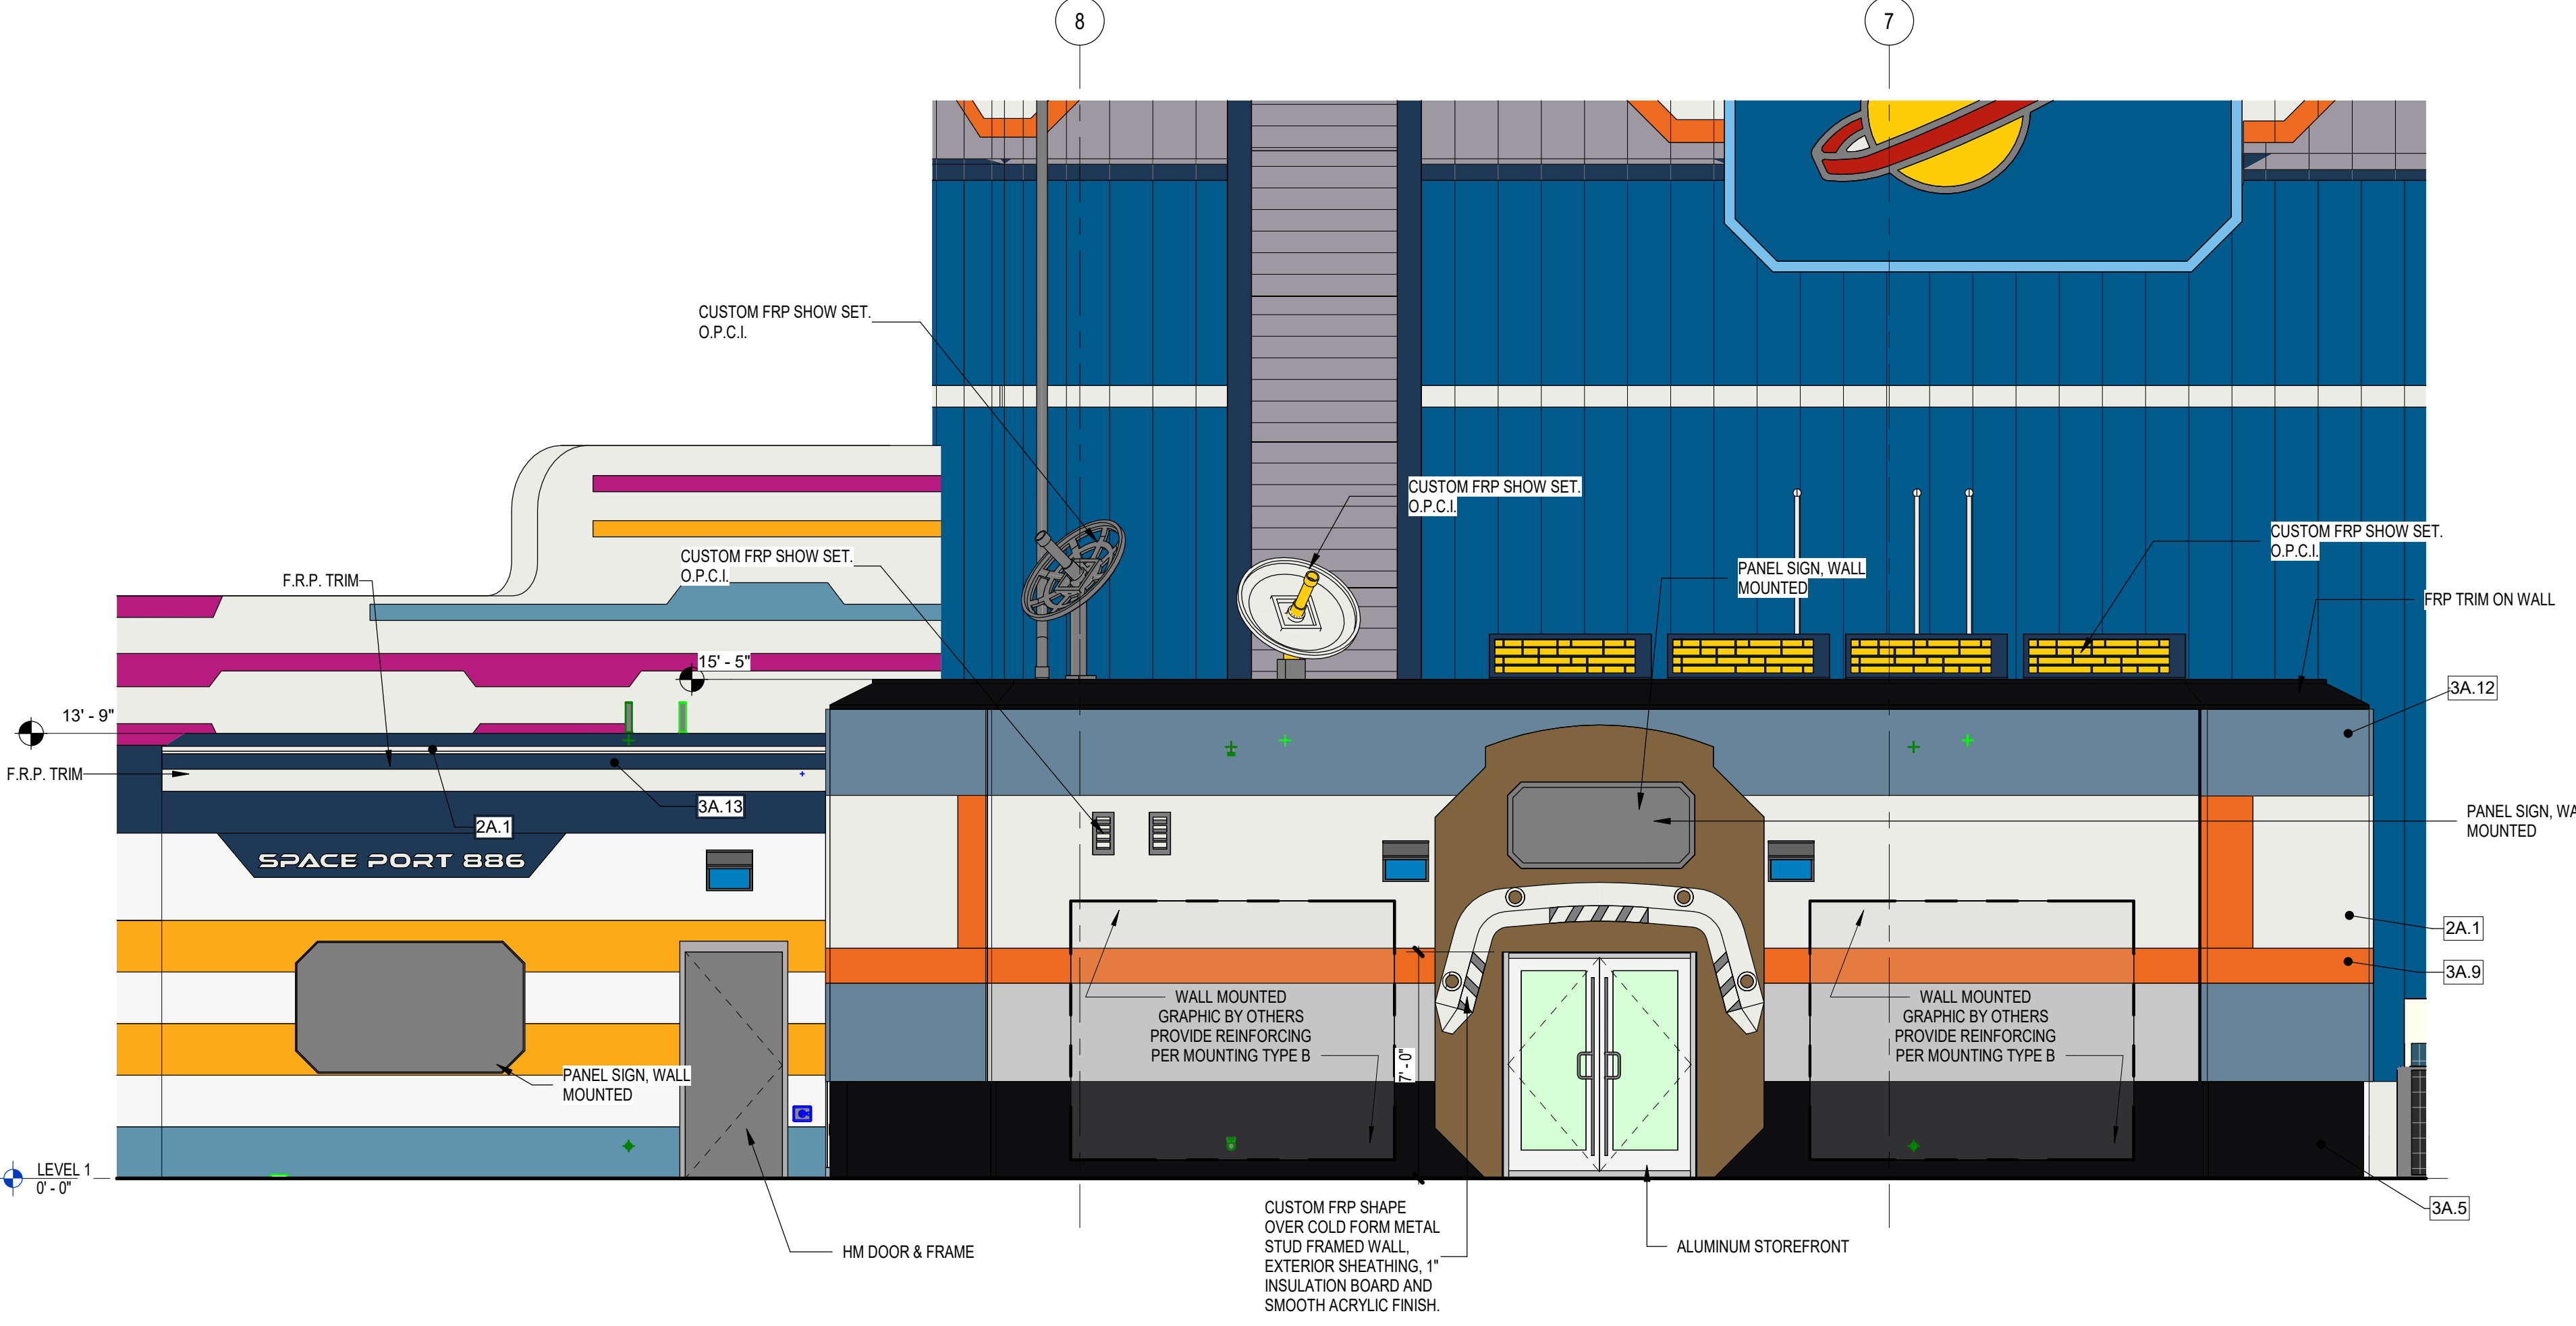 8
7
CUSTOM FRP SHOW SET.
O.P.C.I.
CUSTOM FRP SHOW SET.
O.P.C.I.
CUSTOM FRP SHOW SET.
O.P.C.I.
CUSTOM FRP SHOW SET.
O.P.C.I.
PANEL SIGN, WALL
MOUNTED
F.R.P. TRIM
FRP TRIM ON WALL
15' - 5"
3A.12
13' - 9"
F.R.P. TRIM
3A.13
2A.1
PANEL SIGN, WA
MOUNTED
SPACE PORT 886
2A.1
3A.9
WALL MOUNTED
GRAPHIC BY OTHERS
PROVIDE REINFORCING
PER MOUNTING TYPE B
7' - 0"
WALL MOUNTED
GRAPHIC BY OTHERS
PROVIDE REINFORCING
PER MOUNTING TYPE B
PANEL SIGN, WALL
MOUNTED
LEVEL 1
0' - 0"
3A.5
HM DOOR & FRAME
CUSTOM FRP SHAPE
OVER COLD FORM METAL
STUD FRAMED WALL,
EXTERIOR SHEATHING, 1"
INSULATION BOARD AND
SMOOTH ACRYLIC FINISH.
ALUMINUM STOREFRONT